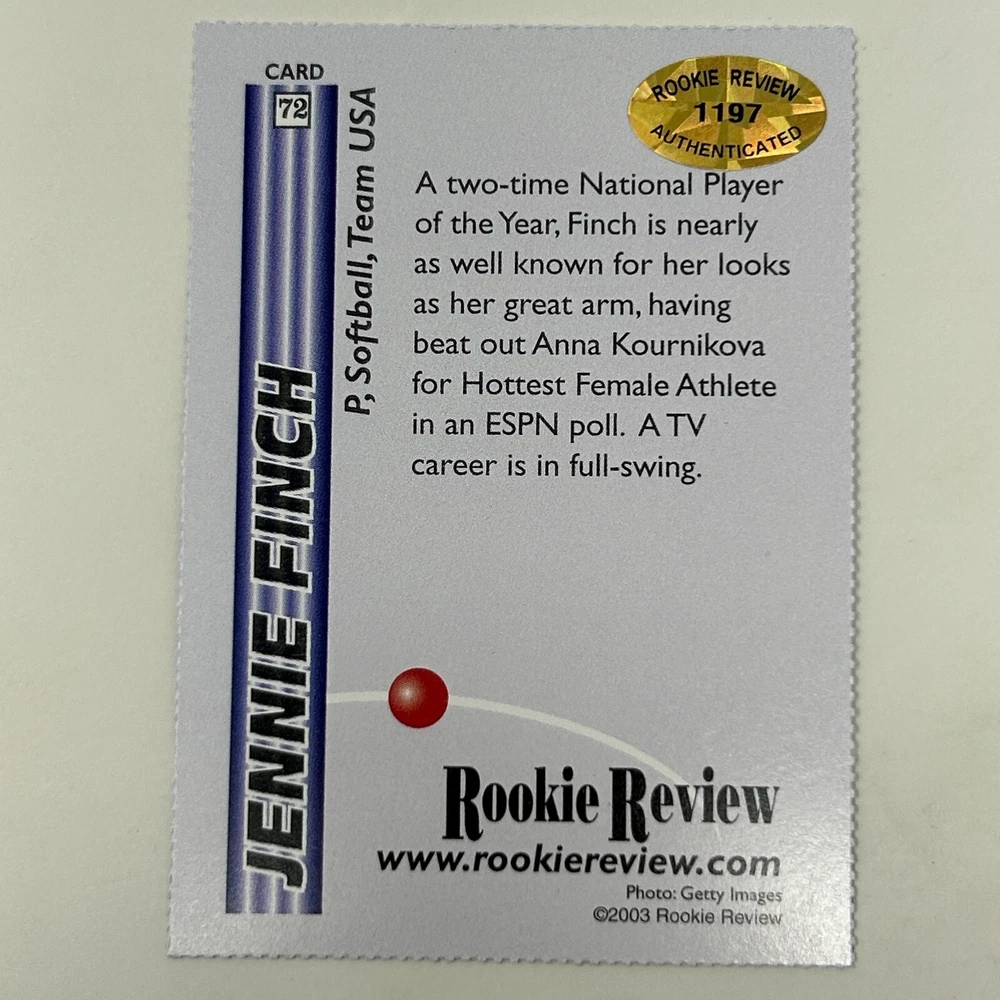 CARD
72
JENNIE FINCH
P, Softball, Team USA
ROOKIE REVIEW
1197
AUTHENTICATED
A two-time National Player
of the Year, Finch is nearly
as well known for her looks
as her great arm, having
beat out Anna Kournikova
for Hottest Female Athlete
in an ESPN poll. A TV
career is in full-swing.
Rookie Review
www.rookiereview.com
Photo: Getty Images
©2003 Rookie Review